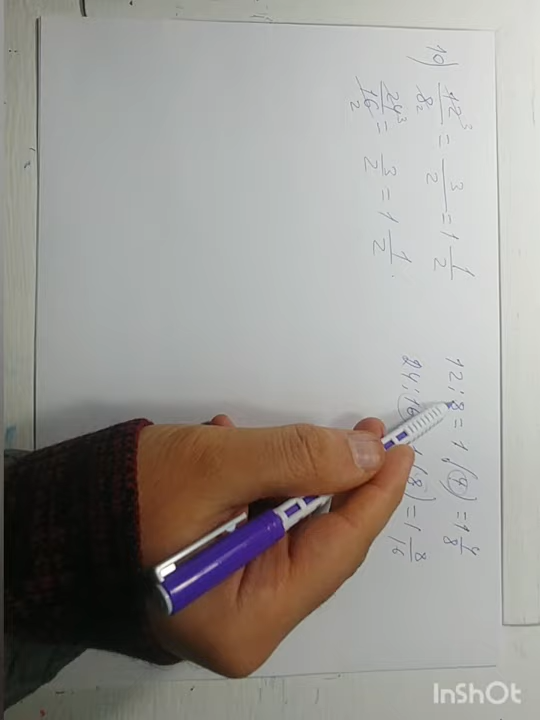 1a) 12³/8₂ = 3/2 = 1 1/2
24³/16₂ = 3/2 = 1 1/2
12:8 = 1 (4) = 1 4/8
24:16 1 (8) = 1 8/16
InShOt